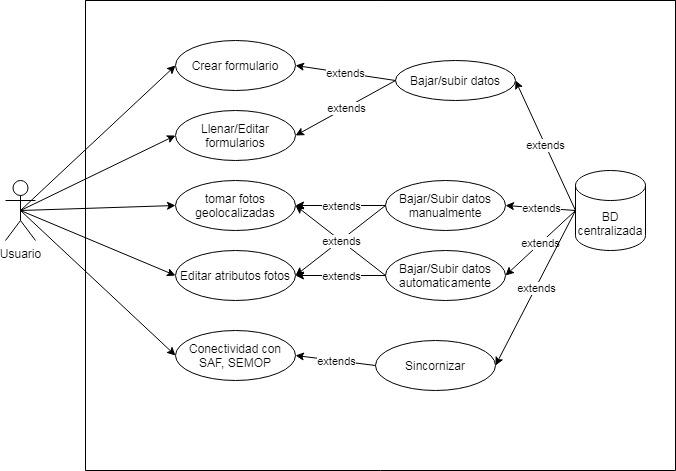 Crear formulario
extends
Bajar/subir datos
extends
Llenar/Editar
formularios
extends
tomar fotos
geolocalizadas
extends
Bajar/Subir datos
manualmente
extends
BD
centralizada
Usuario
extends
extends
Editar atributos fotos
extends
Bajar/Subir datos
automaticamente
extends
Conectividad con
SAF, SEMOP
extends
Sincornizar